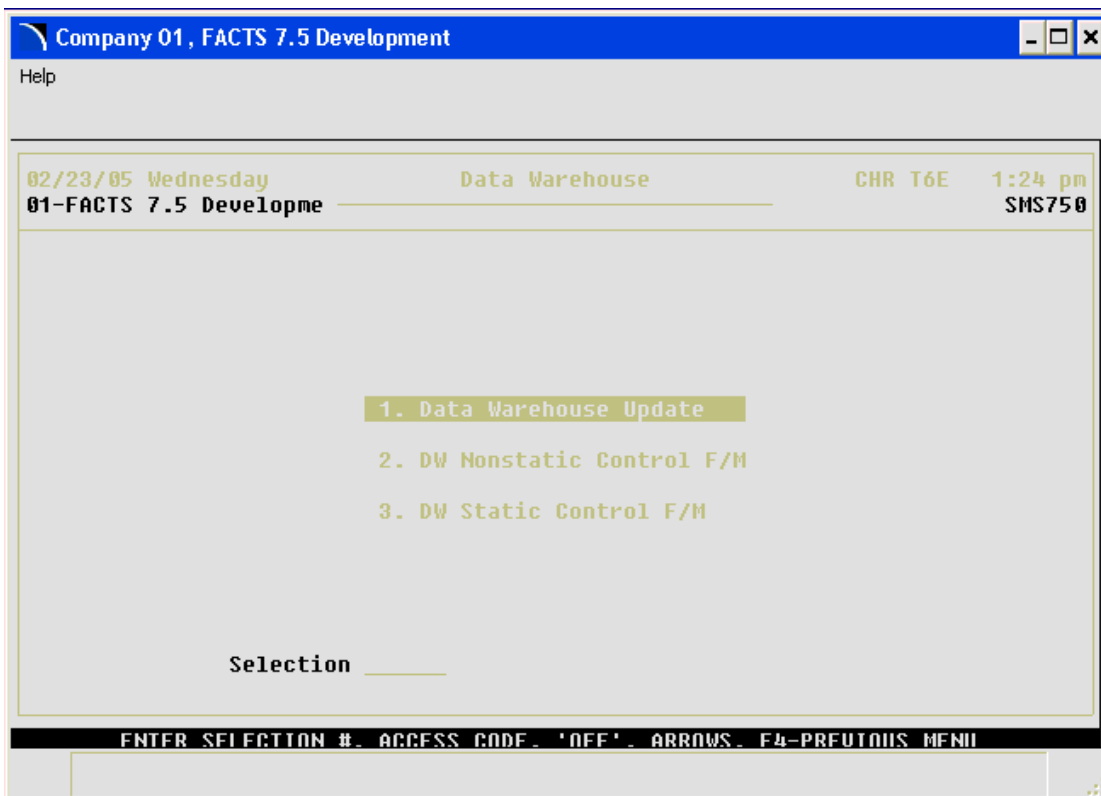 Company 01, FACTS 7.5 Development
Help
02/23/05 Wednesday Data Warehouse CHR T6E 1:24 pm
01-FACTS 7.5 Developme SMS750
1. Data Warehouse Update
2. DW Nonstatic Control F/M
3. DW Static Control F/M
Selection
ENTER SELECTION #, ACCESS CODE, 'OFF', ARROWS, F4-PREVIOUS MENU